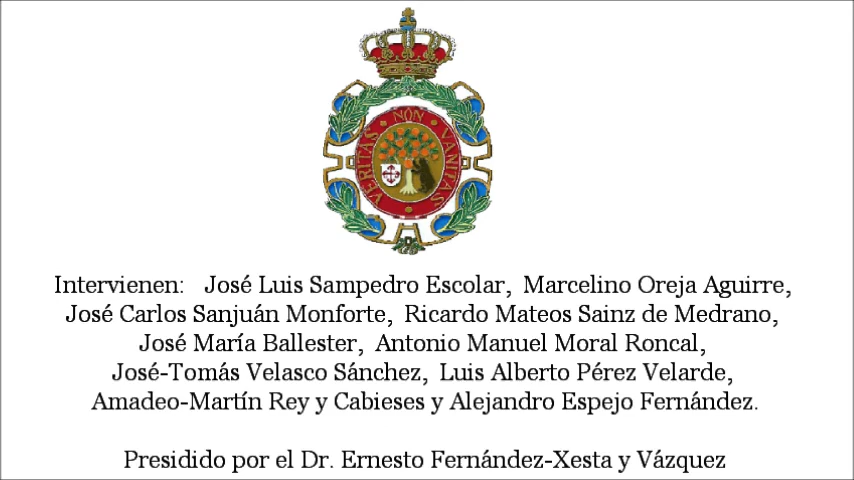 VERITAS NON VANITAS
Intervienen: José Luis Sampedro Escolar, Marcelino Oreja Aguirre,
José Carlos Sanjuán Monforte, Ricardo Mateos Sainz de Medrano,
José María Ballester, Antonio Manuel Moral Roncal,
José-Tomás Velasco Sánchez, Luis Alberto Pérez Velarde,
Amadeo-Martín Rey y Cabieses y Alejandro Espejo Fernández.
Presidido por el Dr. Ernesto Fernández-Xesta y Vázquez